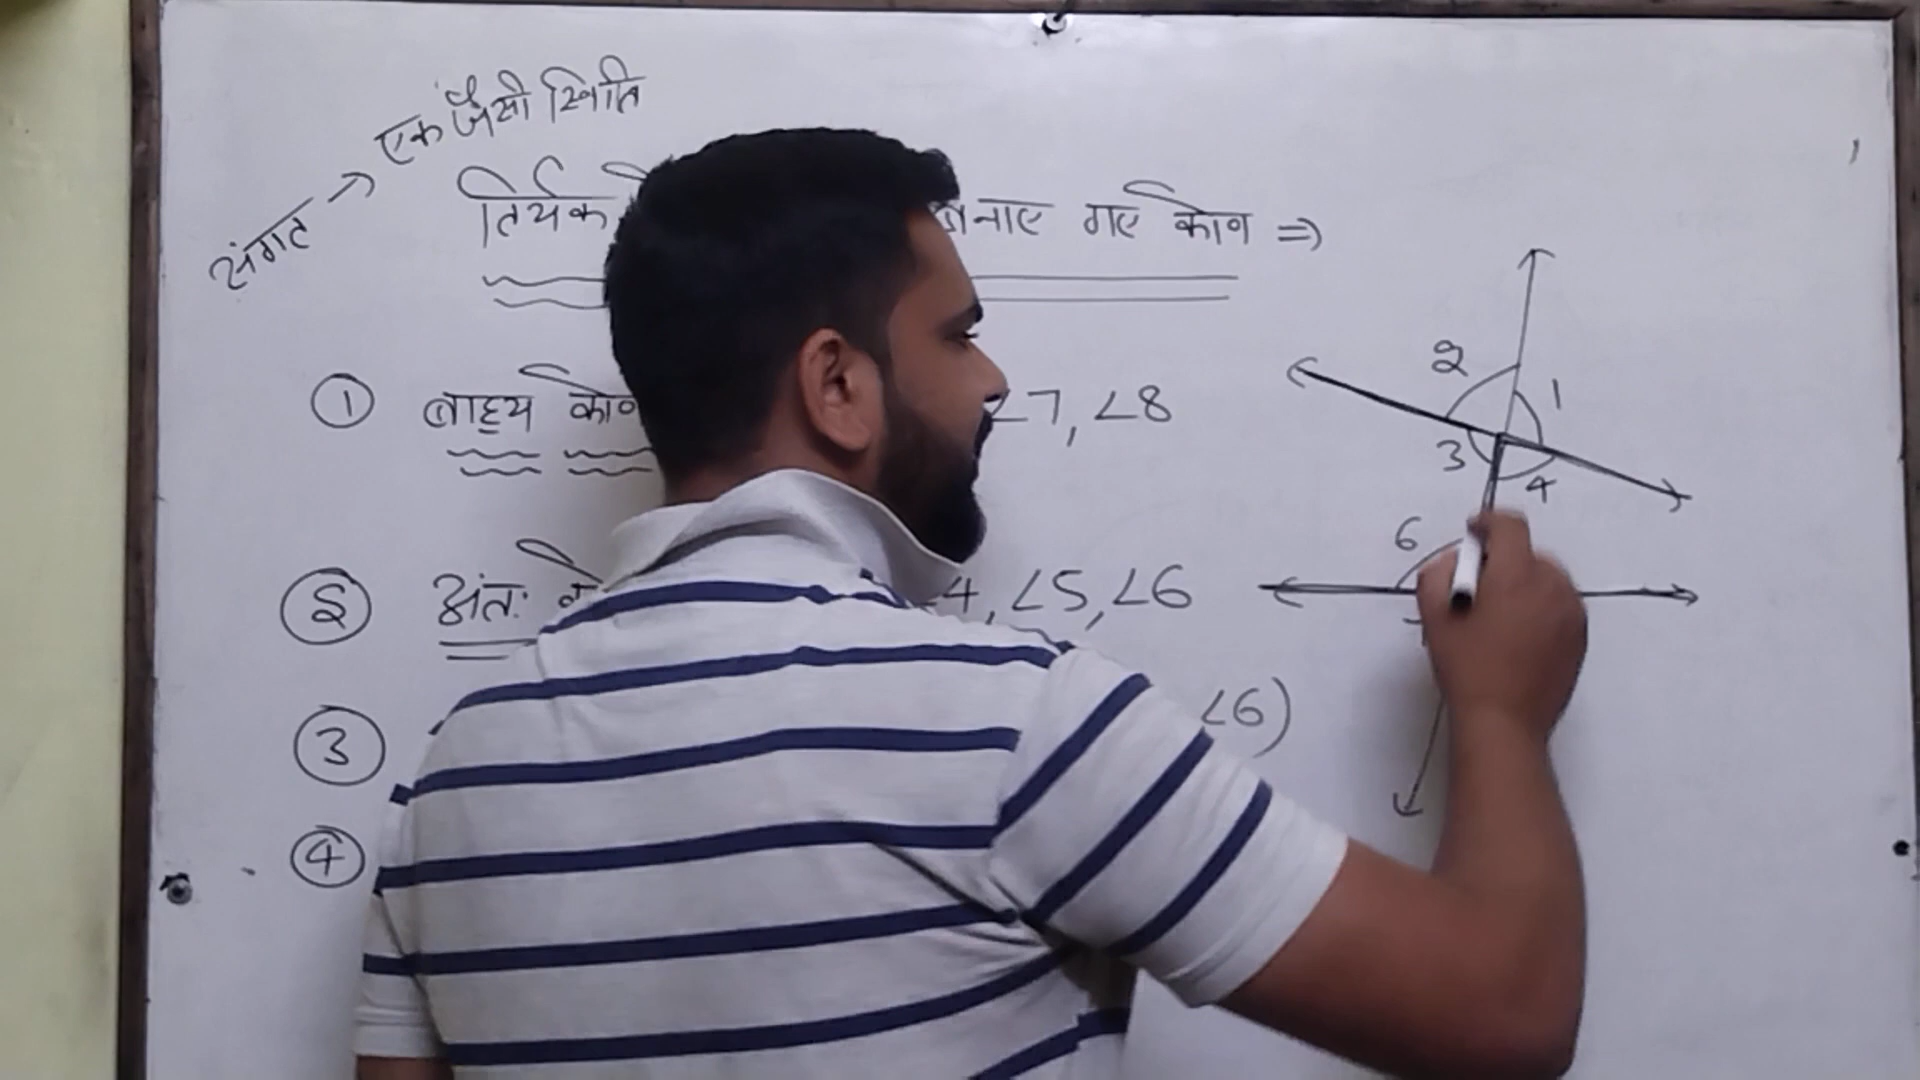 संगत → एक जैसी स्थिति
तिर्यक बनाए गए कोण ⇒
① बाह्य कोण ∠7, ∠8
② अंतः ∠4, ∠5, ∠6
③ ∠6)
④
2
1
3
4
6